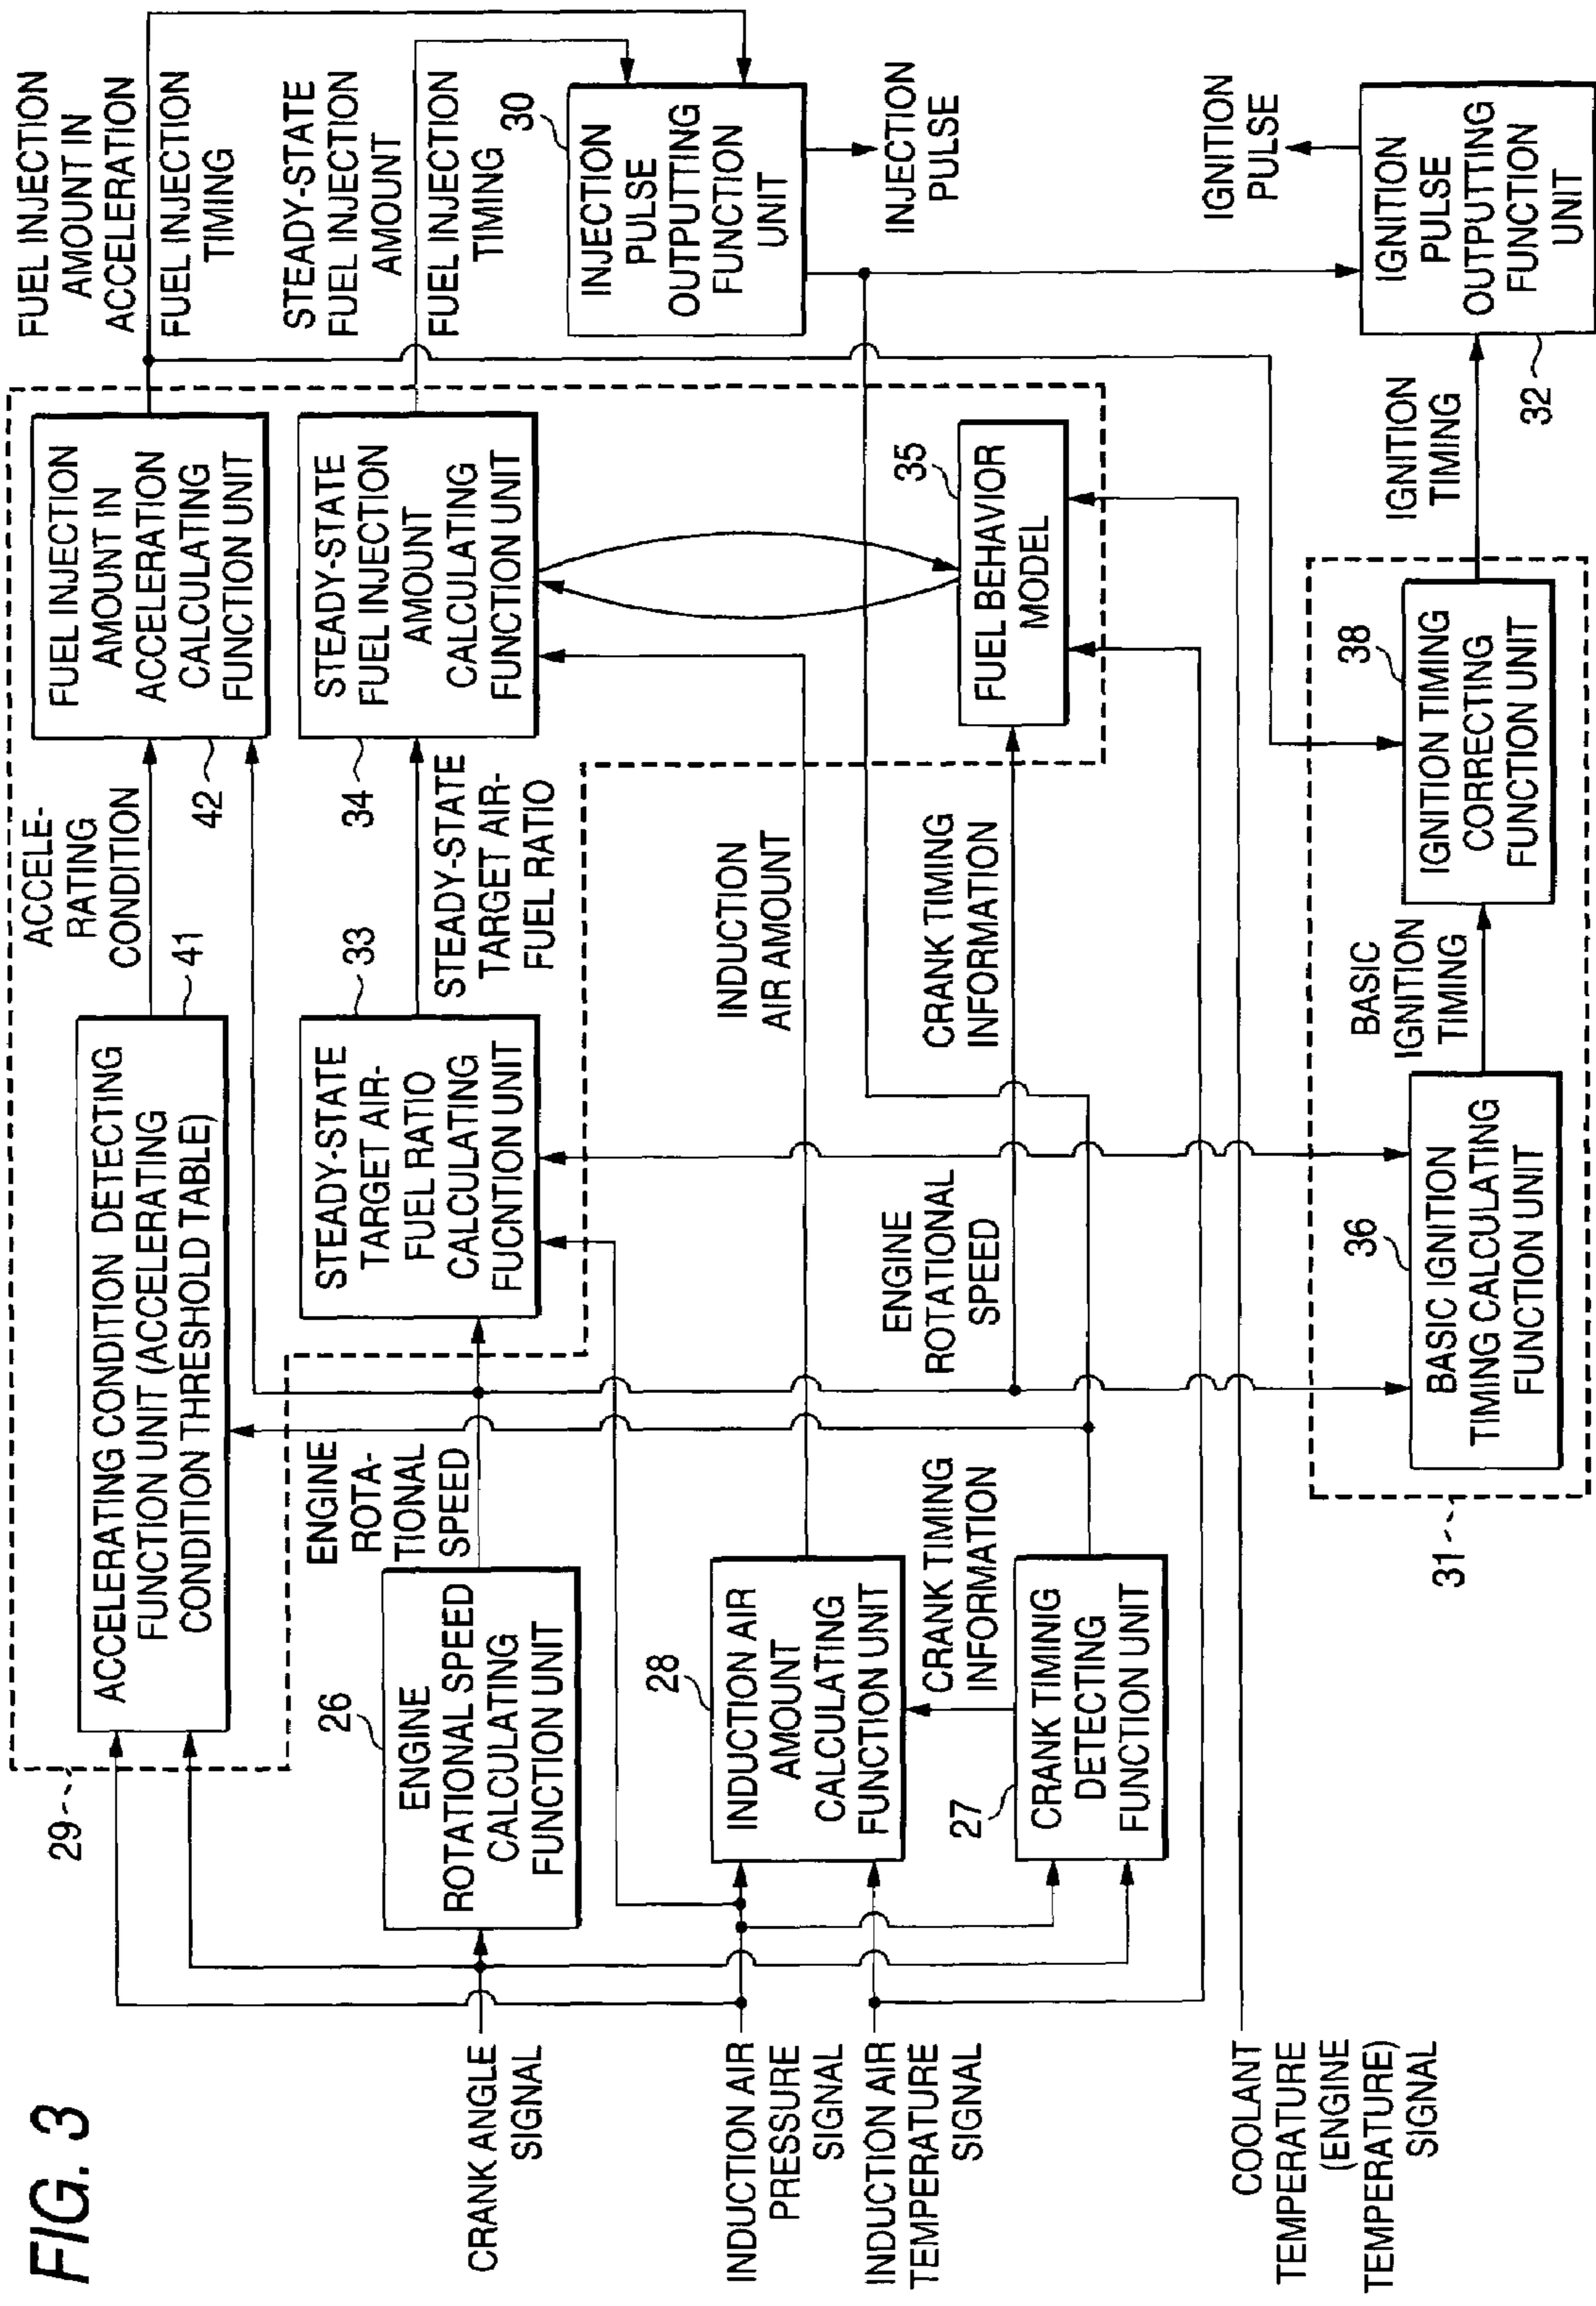 FIG. 3
CRANK ANGLE
SIGNAL
INDUCTION AIR
PRESSURE
SIGNAL
INDUCTION AIR
TEMPERATURE
SIGNAL
COOLANT
TEMPERATURE
(ENGINE
TEMPERATURE)
SIGNAL
29
ACCELERATING CONDITION DETECTING
FUNCTION UNIT (ACCELERATING
CONDITION THRESHOLD TABLE)
41
26
ENGINE
ROTATIONAL SPEED
CALCULATING
FUNCTION UNIT
ENGINE
ROTA-
TIONAL
SPEED
28
INDUCTION AIR
AMOUNT
CALCULATING
FUNCTION UNIT
CRANK TIMING
INFORMATION
27
CRANK TIMINIG
DETECTING
FUNCTION UNIT
ACCELE-
RATING
CONDITION
STEADY-STATE
TARGET AIR-
FUEL RATIO
CALCULATING
FUCNTION UNIT
33
STEADY-STATE
TARGET AIR-
FUEL RATIO
INDUCTION
AIR AMOUNT
ENGINE
ROTATIONAL
SPEED
CRANK TIMING
INFORMATION
FUEL INJECTION
AMOUNT IN
ACCELERATION
CALCULATING
FUNCTION UNIT
42
STEADY-STATE
FUEL INJECTION
AMOUNT
CALCULATING
FUNCTION UNIT
34
35
FUEL BEHAVIOR
MODEL
31
36
BASIC IGNITION
TIMING CALCULATING
FUNCTION UNIT
BASIC
IGNITION
TIMING
38
IGNITION TIMING
CORRECTING
FUNCTION UNIT
IGNITION
TIMING
FUEL INJECTION
AMOUNT IN
ACCELERATION
FUEL INJECTION
TIMING
STEADY-STATE
FUEL INJECTION
AMOUNT
FUEL INJECTION
TIMING
30
INJECTION
PULSE
OUTPUTTING
FUNCTION
UNIT
INJECTION
PULSE
IGNITION
PULSE
IGNITION
PULSE
OUTPUTTING
FUNCTION
UNIT
32